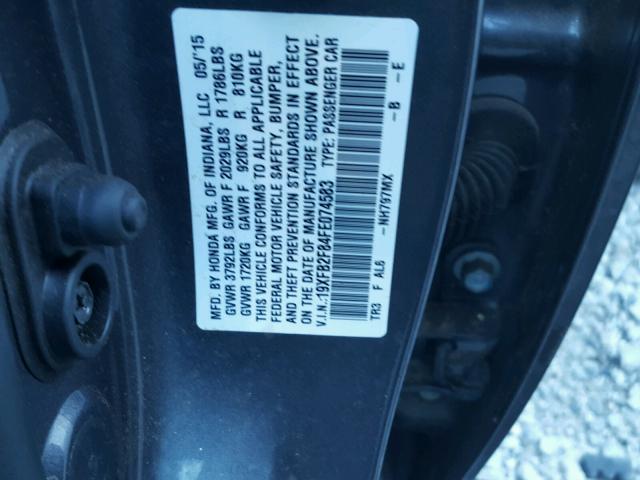 MFD. BY HONDA MFG. OF INDIANA, LLC 05/'15
GVWR 3792LBS GAWR F 2029LBS R 1786LBS
GVWR 1720KG GAWR F 920KG R 810KG
THIS VEHICLE CONFORMS TO ALL APPLICABLE
FEDERAL MOTOR VEHICLE SAFETY, BUMPER,
AND THEFT PREVENTION STANDARDS IN EFFECT
ON THE DATE OF MANUFACTURE SHOWN ABOVE.
V.I.N.:19XFB2F84FE074583 TYPE: PASSENGER CAR
TR3 F AL6 -NH797MX -B -E